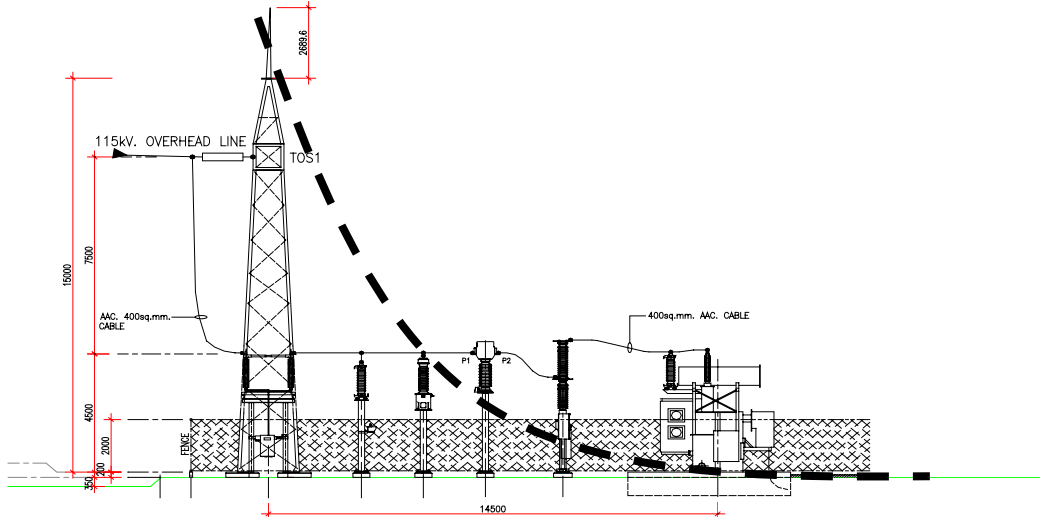 2689.6
115kV. OVERHEAD LINE
TOS1
7500
15000
AAC. 400sq.mm.
CABLE
400sq.mm. AAC. CABLE
P1
P2
4500
2000
FENCE
200
350
14500